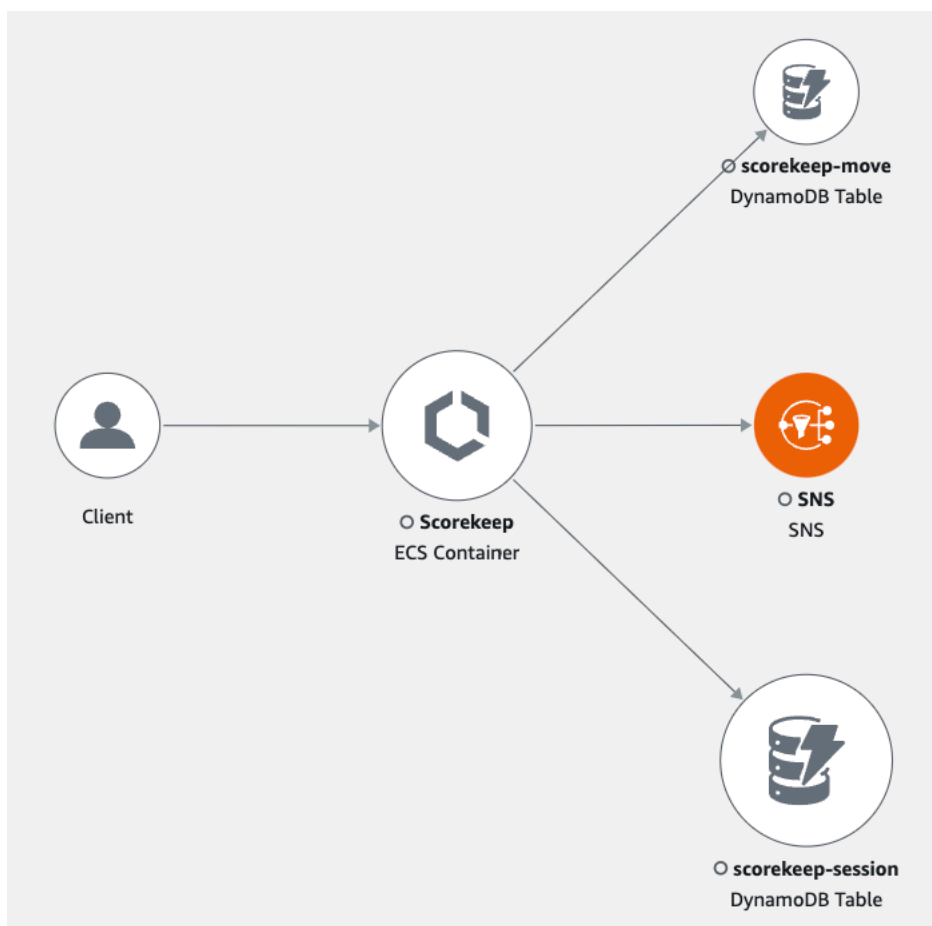 scorekeep-move
DynamoDB Table
Client
Scorekeep
ECS Container
SNS
SNS
scorekeep-session
DynamoDB Table